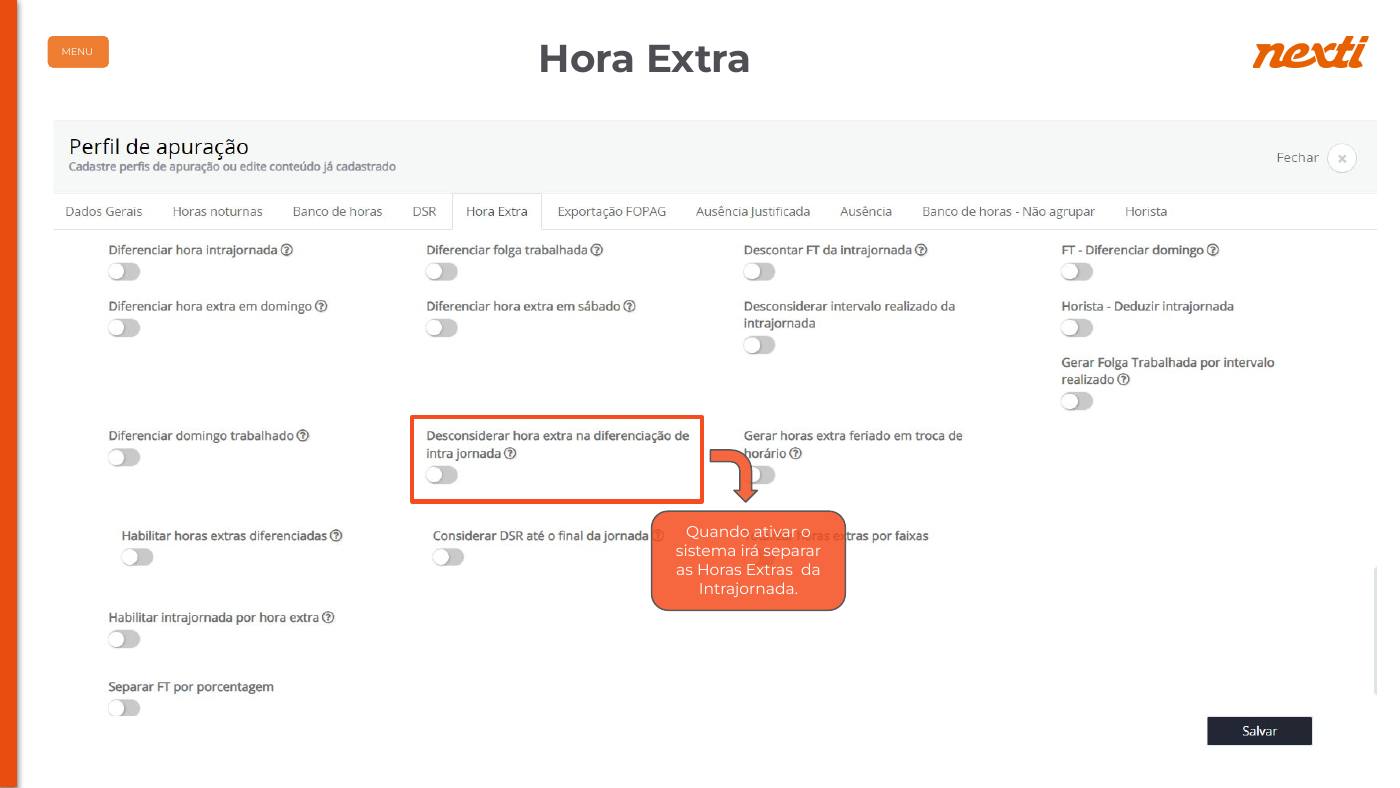 MENU
Hora Extra
nexti
Perfil de apuração
Cadastre perfis de apuração ou edite conteúdo já cadastrado
Fechar
Dados Gerais Horas noturnas Banco de horas DSR Hora Extra Exportação FOPAG Ausência Justificada Ausência Banco de horas - Não agrupar Horista
Diferenciar hora intrajornada
Diferenciar folga trabalhada
Descontar FT da intrajornada
FT - Diferenciar domingo
Diferenciar hora extra em domingo
Diferenciar hora extra em sábado
Desconsiderar intervalo realizado da
intrajornada
Horista - Deduzir intrajornada
Gerar Folga Trabalhada por intervalo
realizado
Diferenciar domingo trabalhado
Desconsiderar hora extra na diferenciação de
intra jornada
Gerar horas extra feriado em troca de
horário
Habilitar horas extras diferenciadas
Considerar DSR até o final da jornada
extras por faixas
Quando ativar o
sistema irá separar
as Horas Extras da
Intrajornada.
Habilitar intrajornada por hora extra
Separar FT por porcentagem
Salvar